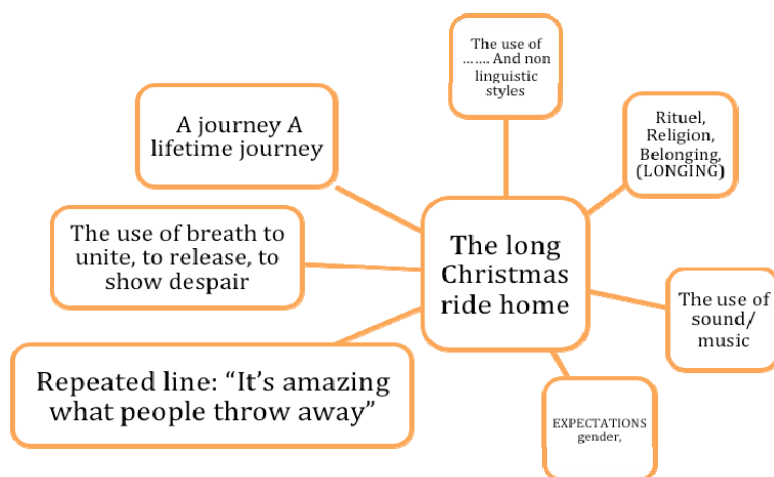 The use of
……. And non
linguistic
styles
A journey A
lifetime journey
Rituel,
Religion,
Belonging,
(LONGING)
The use of breath to
unite, to release, to
show despair
The long
Christmas
ride home
The use of
sound/
music
Repeated line: “It’s amazing
what people throw away”
EXPECTATIONS
gender,